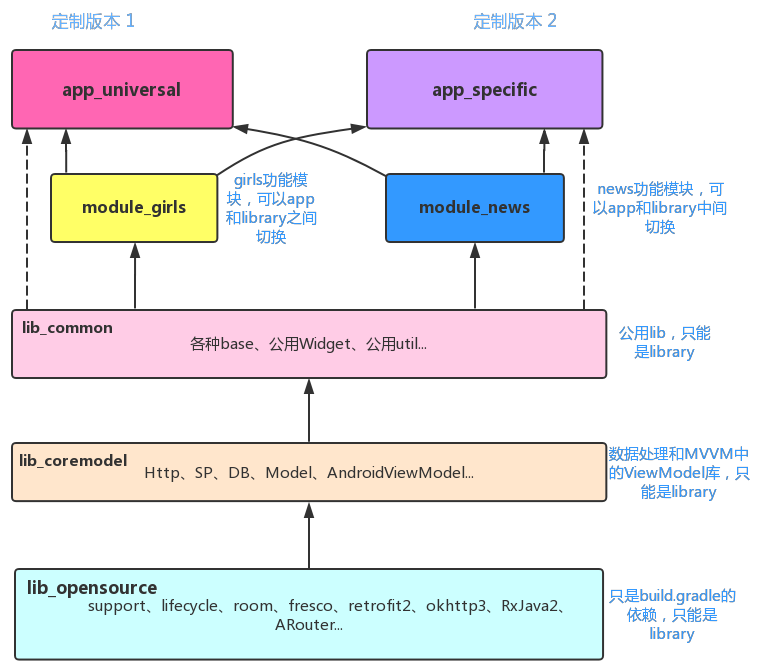 定制版本 1
定制版本 2
app_universal
app_specific
module_girls
girls功能模
块，可以app
和library之间
切换
module_news
news功能模块，可
以app和library中间
切换
lib_common
各种base、公用Widget、公用util...
公用lib，只能
是library
lib_coremodel
Http、SP、DB、Model、AndroidViewModel...
数据处理和MVVM中
的ViewModel库，只
能是library
lib_opensource
support、lifecycle、room、fresco、retrofit2、okhttp3、RxJava2、
ARouter...
只是build.gradle的
依赖，只能是
library